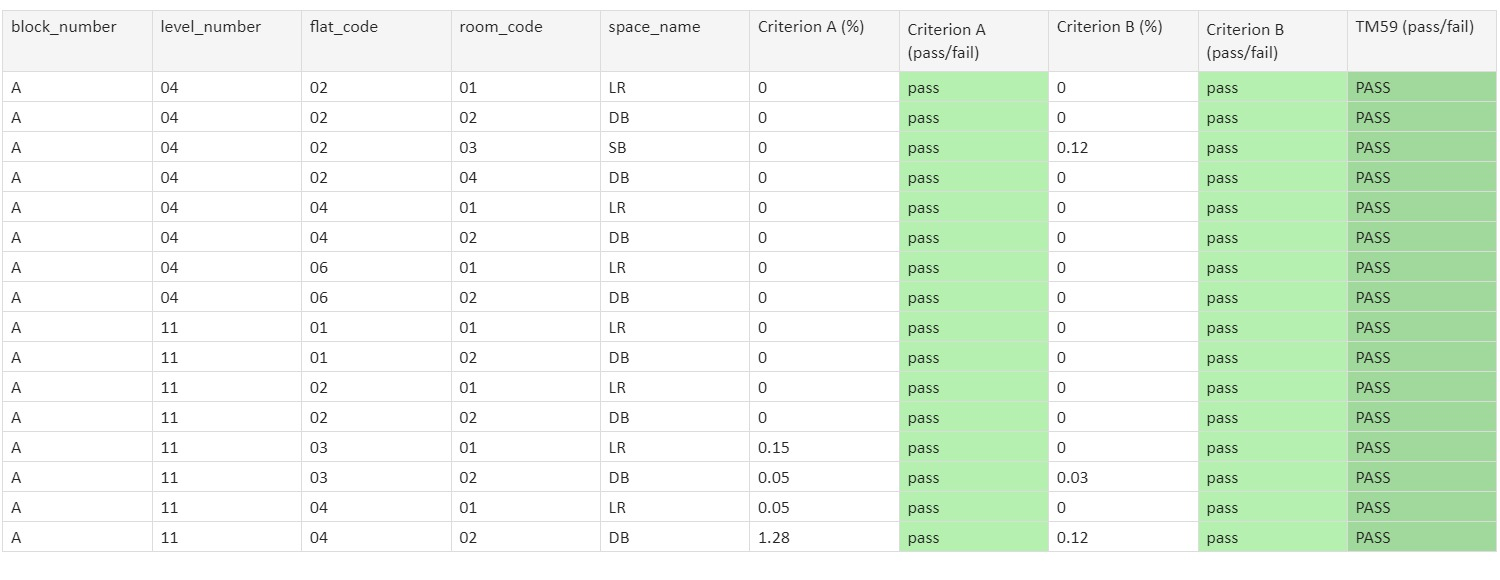 block_number level_number flat_code room_code space_name Criterion A (%) Criterion A (pass/fail) Criterion B (%) Criterion B (pass/fail) TM59 (pass/fail)
A 04 02 01 LR 0 pass 0 pass PASS
A 04 02 02 DB 0 pass 0 pass PASS
A 04 02 03 SB 0 pass 0.12 pass PASS
A 04 02 04 DB 0 pass 0 pass PASS
A 04 04 01 LR 0 pass 0 pass PASS
A 04 04 02 DB 0 pass 0 pass PASS
A 04 06 01 LR 0 pass 0 pass PASS
A 04 06 02 DB 0 pass 0 pass PASS
A 11 01 01 LR 0 pass 0 pass PASS
A 11 01 02 DB 0 pass 0 pass PASS
A 11 02 01 LR 0 pass 0 pass PASS
A 11 02 02 DB 0 pass 0 pass PASS
A 11 03 01 LR 0.15 pass 0 pass PASS
A 11 03 02 DB 0.05 pass 0.03 pass PASS
A 11 04 01 LR 0.05 pass 0 pass PASS
A 11 04 02 DB 1.28 pass 0.12 pass PASS